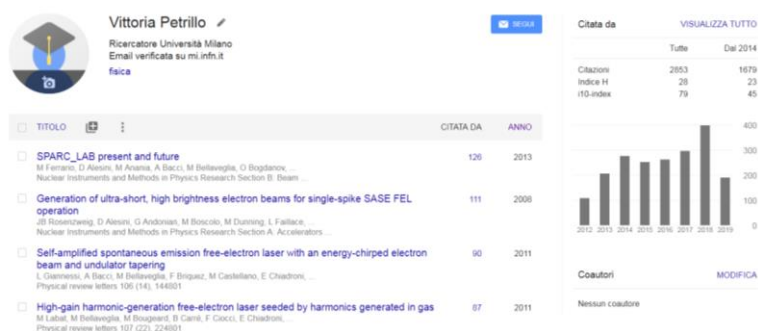 Vittoria Petrillo
Ricercatore Università Milano
Email verificata su mi.infn.it
fisica
SEGUI
TITOLO
CITATA DA
ANNO
SPARC_LAB present and future
126
2013
M Ferrario, D Alesini, M Anania, A Bacci, M Bellaveglia, O Bogdanov, ...
Nuclear Instruments and Methods in Physics Research Section B: Beam ...
Generation of ultra-short, high brightness electron beams for single-spike SASE FEL
operation
111
2008
JB Rosenzweig, D Alesini, G Andonian, M Boscolo, M Dunning, L Faillace, ...
Nuclear Instruments and Methods in Physics Research Section A: Accelerators ...
Self-amplified spontaneous emission free-electron laser with an energy-chirped electron
beam and undulator tapering
90
2011
L Giannessi, A Bacci, M Bellaveglia, F Briquez, M Castellano, E Chiadroni, ...
Physical review letters 106 (14), 144801
High-gain harmonic-generation free-electron laser seeded by harmonics generated in gas
87
2011
M Labat, M Bellaveglia, M Bougeard, B Carré, F Ciocci, E Chiadroni, ...
Physical review letters 107 (22), 224801
Citata da
VISUALIZZA TUTTO
Tutte
Dal 2014
Citazioni 2853 1679
Indice H 28 23
i10-index 79 45
400
300
200
100
0
2012 2013 2014 2015 2016 2017 2018 2019
Coautori
MODIFICA
Nessun coautore